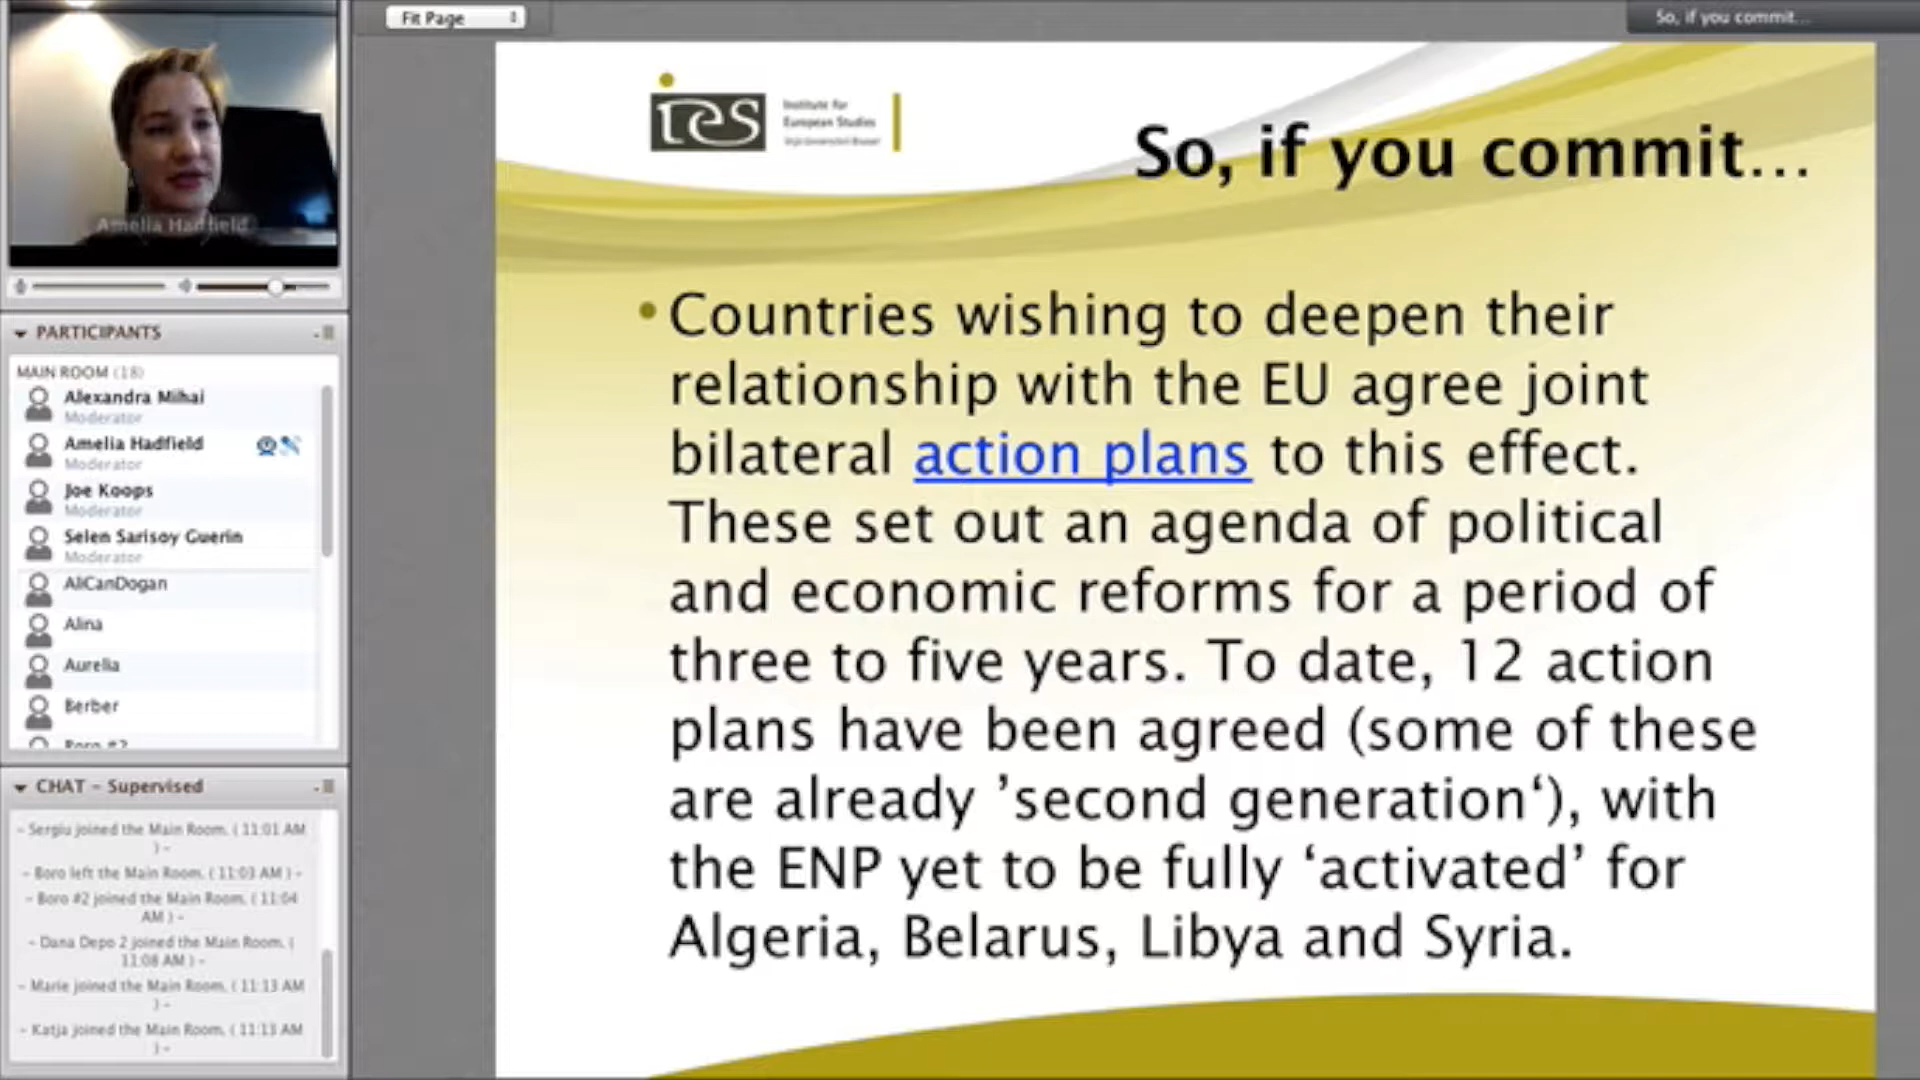 Fit Page
So, if you commit...
Amelia Hadfield
PARTICIPANTS
MAIN ROOM (18)
Alexandra Mihai
Moderator
Amelia Hadfield
Moderator
Joe Koops
Moderator
Selen Sarisoy Guerin
Moderator
AliCanDogan
Alina
Aurelia
Berber
Boro #2
CHAT - Supervised
- Sergiu joined the Main Room. ( 11:01 AM
) -
- Boro left the Main Room. ( 11:03 AM ) -
- Boro #2 joined the Main Room. ( 11:04
AM ) -
- Dana Depo 2 joined the Main Room. (
11:08 AM ) -
- Marie joined the Main Room. ( 11:13 AM
) -
- Katja joined the Main Room. ( 11:13 AM
) -
ies
Institute for
European Studies
So, if you commit...
• Countries wishing to deepen their
relationship with the EU agree joint
bilateral action plans to this effect.
These set out an agenda of political
and economic reforms for a period of
three to five years. To date, 12 action
plans have been agreed (some of these
are already ’second generation‘), with
the ENP yet to be fully ‘activated’ for
Algeria, Belarus, Libya and Syria.